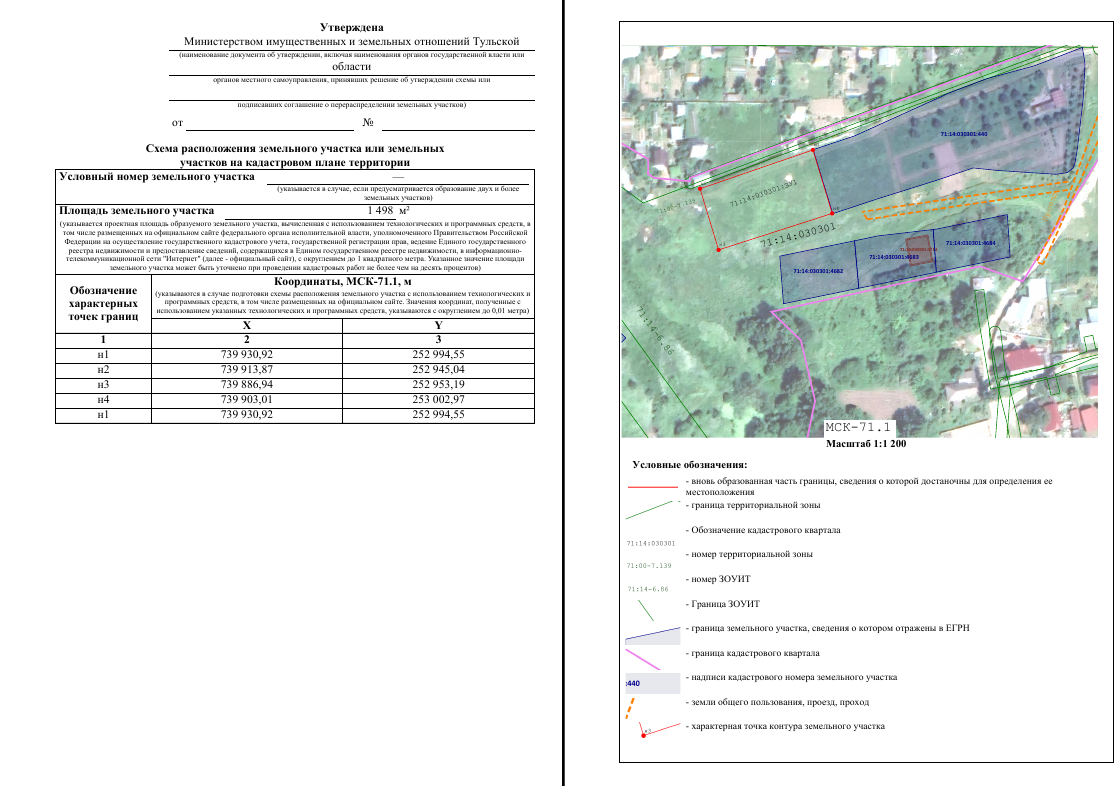 Утверждена
Министерством имущественных и земельных отношений Тульской
(наименование документа об утверждении, включая наименования органов государственной власти или
области
органов местного самоуправления, принявших решение об утверждении схемы или
подписавших соглашение о перераспределении земельных участков)
от №
Схема расположения земельного участка или земельных
участков на кадастровом плане территории
Условный номер земельного участка —
(указывается в случае, если предусматривается образование двух и более
земельных участков)
Площадь земельного участка 1 498 м²
(указывается проектная площадь образуемого земельного участка, вычисленная с использованием технологических и программных средств, в
том числе размещенных на официальном сайте федерального органа исполнительной власти, уполномоченного Правительством Российской
Федерации на осуществление государственного кадастрового учета, государственной регистрации прав, ведение Единого государственного
реестра недвижимости и предоставление сведений, содержащихся в Едином государственном реестре недвижимости, в информационно-
телекоммуникационной сети "Интернет" (далее - официальный сайт), с округлением до 1 квадратного метра. Указанное значение площади
земельного участка может быть уточнено при проведении кадастровых работ не более чем на десять процентов)
Обозначение
характерных
точек границ
Координаты, МСК-71.1, м
(указываются в случае подготовки схемы расположения земельного участка с использованием технологических и
программных средств, в том числе размещенных на официальном сайте. Значения координат, полученные с
использованием указанных технологических и программных средств, указываются с округлением до 0,01 метра)
X Y
1 2 3
н1 739 930,92 252 994,55
н2 739 913,87 252 945,04
н3 739 886,94 252 953,19
н4 739 903,01 253 002,97
н1 739 930,92 252 994,55
71:14:030301:440
71:14:030301
71:14:030301:4682
71:14:030301:4683
71:14:030301:4684
71:14-6.86
МСК-71.1
Масштаб 1:1 200
Условные обозначения:
- вновь образованная часть границы, сведения о которой достаночны для определения ее
местоположения
- граница территориальной зоны
- Обозначение кадастрового квартала
71:14:030301
- номер территориальной зоны
71:00-7.139
- номер ЗОУИТ
71:14-6.86
- Граница ЗОУИТ
- граница земельного участка, сведения о котором отражены в ЕГРН
- граница кадастрового квартала
- надписи кадастрового номера земельного участка
:440
- земли общего пользования, проезд, проход
- характерная точка контура земельного участка